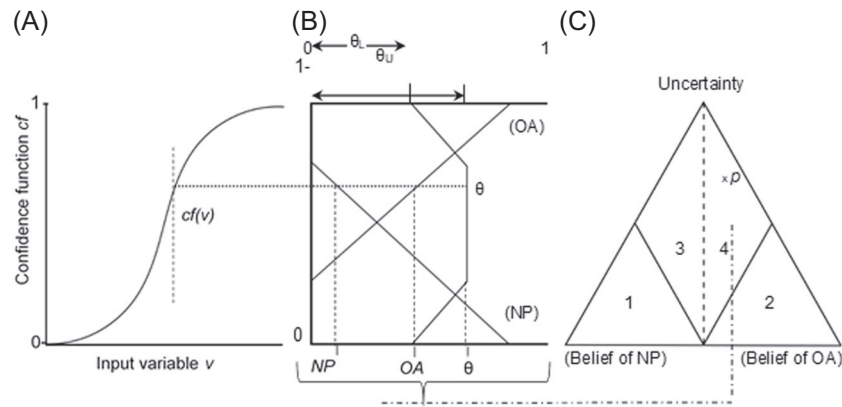 (A)
Confidence function cf
1
0
cf(v)
Input variable v
(B)
0
θL
1
θU
1-
(OA)
θ
(NP)
0
NP
OA
θ
(C)
Uncertainty
×p
3
4
1
2
(Belief of NP)
(Belief of OA)